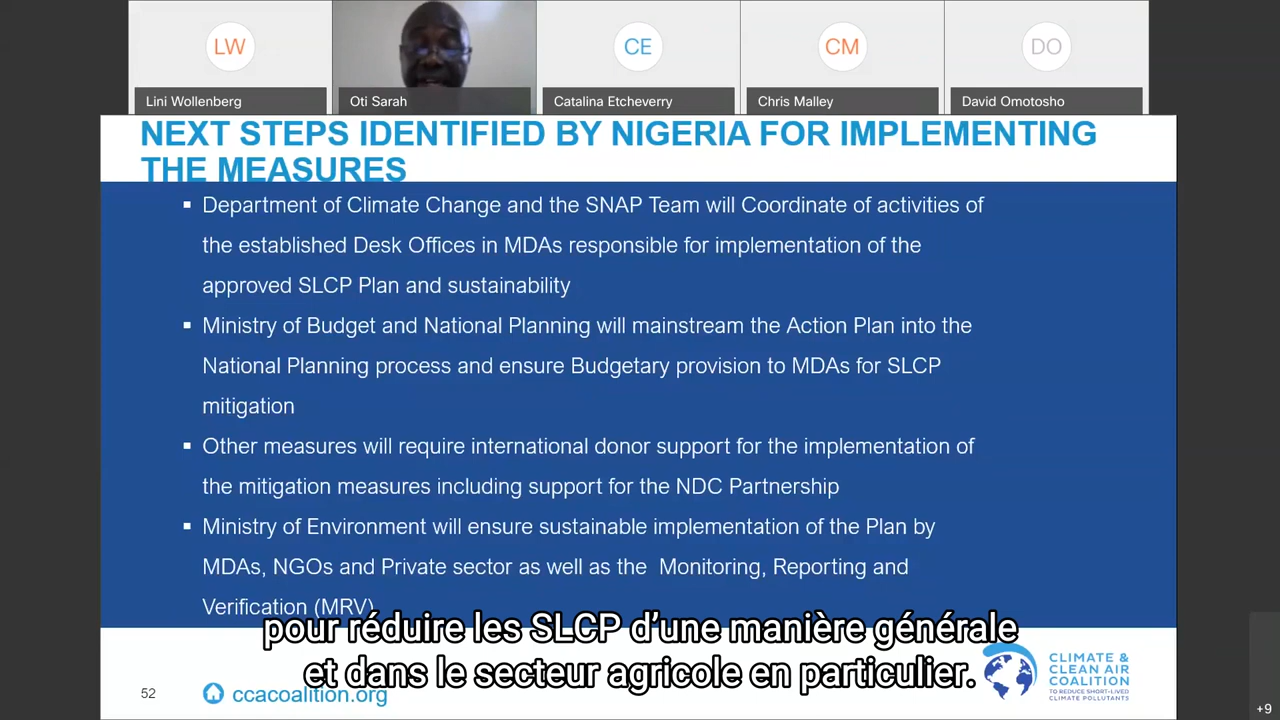 LW
CE
CM
DO
Lini Wollenberg
Oti Sarah
Catalina Etcheverry
Chris Malley
David Omotosho
NEXT STEPS IDENTIFIED BY NIGERIA FOR IMPLEMENTING
THE MEASURES
▪ Department of Climate Change and the SNAP Team will Coordinate of activities of
the established Desk Offices in MDAs responsible for implementation of the
approved SLCP Plan and sustainability
▪ Ministry of Budget and National Planning will mainstream the Action Plan into the
National Planning process and ensure Budgetary provision to MDAs for SLCP
mitigation
▪ Other measures will require international donor support for the implementation of
the mitigation measures including support for the NDC Partnership
▪ Ministry of Environment will ensure sustainable implementation of the Plan by
MDAs, NGOs and Private sector as well as the Monitoring, Reporting and
Verification (MRV)
pour réduire les SLCP d'une manière générale
et dans le secteur agricole en particulier.
52
ccacoalition.org
CLIMATE &
CLEAN AIR
COALITION
TO REDUCE SHORT-LIVED
CLIMATE POLLUTANTS
+9